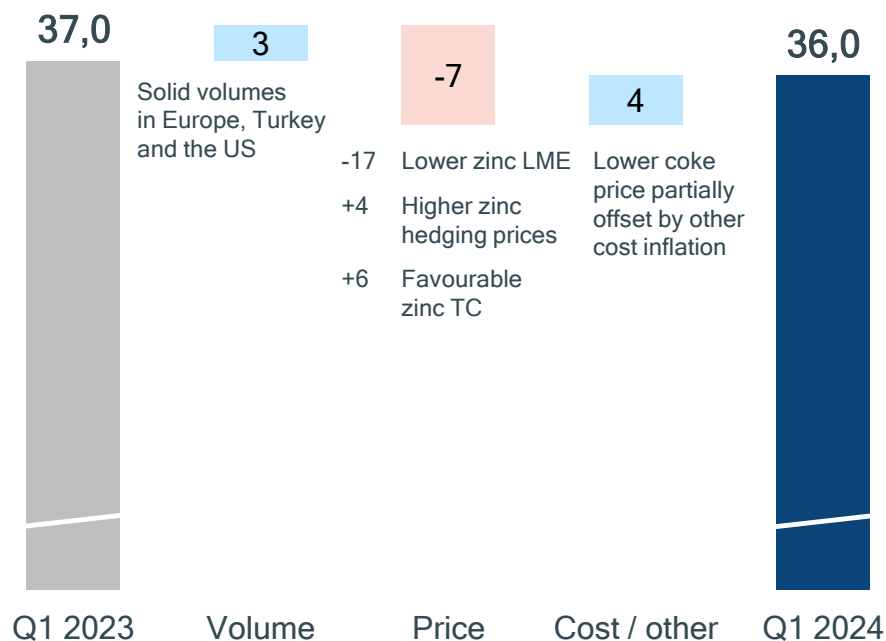 37,0
3
Solid volumes
in Europe, Turkey
and the US
-7
-17 Lower zinc LME
+4 Higher zinc
hedging prices
+6 Favourable
zinc TC
4
Lower coke
price partially
offset by other
cost inflation
36,0
Q1 2023 Volume Price Cost / other Q1 2024